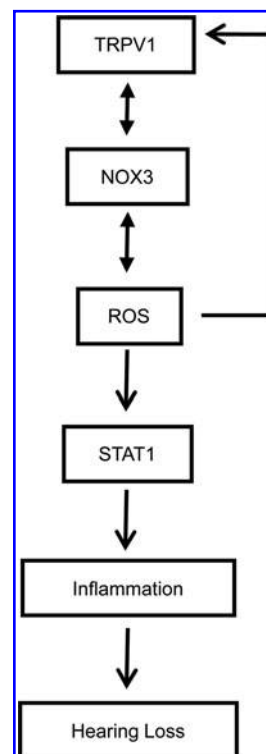 TRPV1
NOX3
ROS
STAT1
Inflammation
Hearing Loss